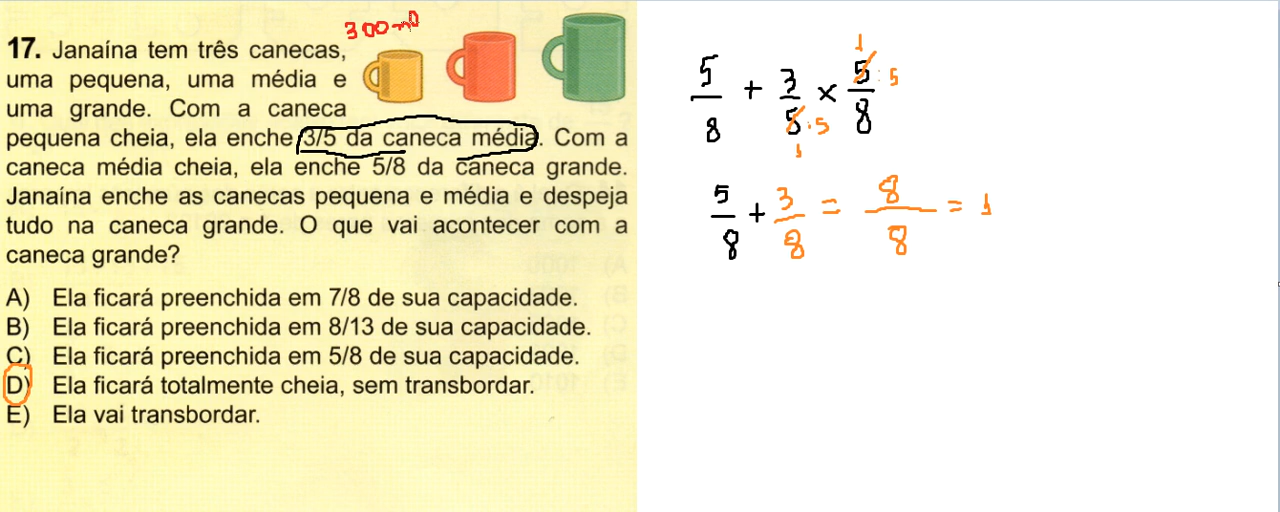 300ml
17. Janaína tem três canecas,
uma pequena, uma média e
uma grande. Com a caneca
pequena cheia, ela enche 3/5 da caneca média. Com a
caneca média cheia, ela enche 5/8 da caneca grande.
Janaína enche as canecas pequena e média e despeja
tudo na caneca grande. O que vai acontecer com a
caneca grande?
A) Ela ficará preenchida em 7/8 de sua capacidade.
B) Ela ficará preenchida em 8/13 de sua capacidade.
C) Ela ficará preenchida em 5/8 de sua capacidade.
D) Ela ficará totalmente cheia, sem transbordar.
E) Ela vai transbordar.
1
5/8 + 3/5 :5 × 5/8 :5
1
5/8 + 3/8 = 8/8 = 1